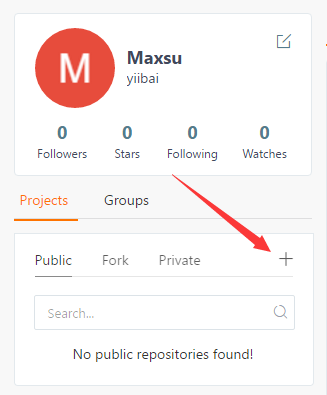 M
Maxsu
yiibai
0 0 0 0
Followers Stars Following Watches
Projects Groups
Public Fork Private
Search...
No public repositories found!